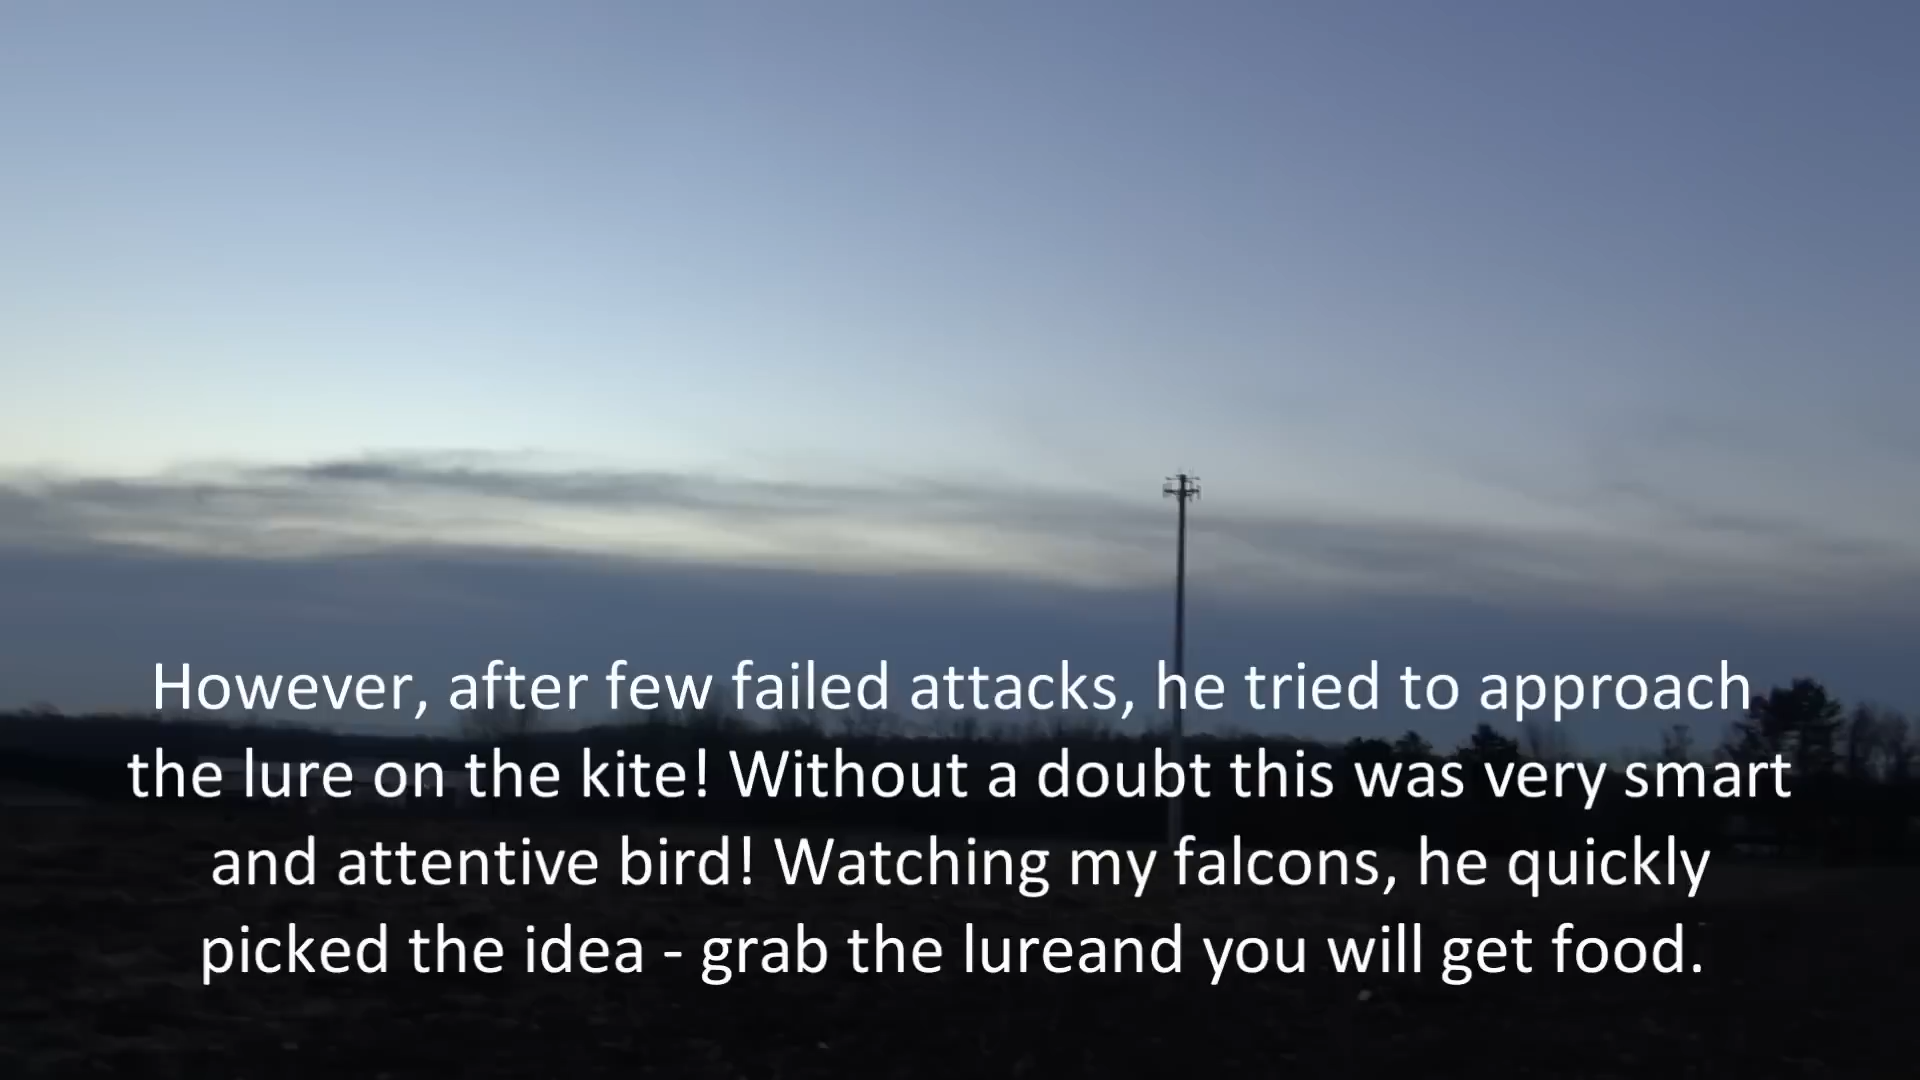 However, after few failed attacks, he tried to approach
the lure on the kite! Without a doubt this was very smart
and attentive bird! Watching my falcons, he quickly
picked the idea - grab the lureand you will get food.